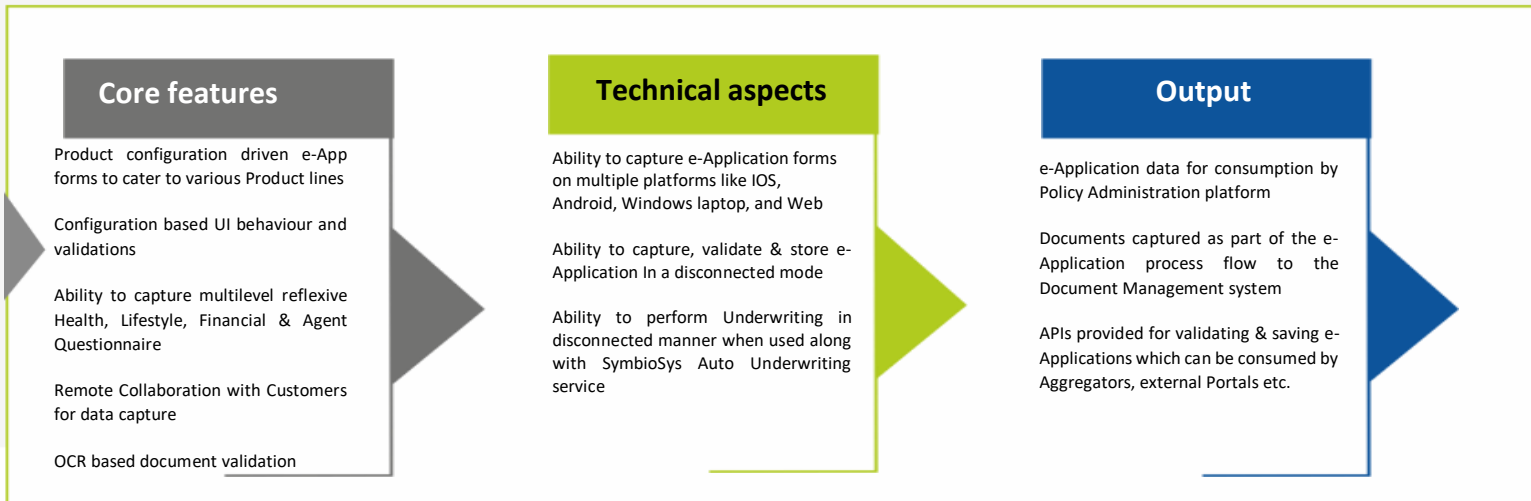 Core features
Product configuration driven e-App
forms to cater to various Product lines
Configuration based UI behaviour and
validations
Ability to capture multilevel reflexive
Health, Lifestyle, Financial & Agent
Questionnaire
Remote Collaboration with Customers
for data capture
OCR based document validation
Technical aspects
Ability to capture e-Application forms
on multiple platforms like IOS,
Android, Windows laptop, and Web
Ability to capture, validate & store e-
Application In a disconnected mode
Ability to perform Underwriting in
disconnected manner when used along
with SymbioSys Auto Underwriting
service
Output
e-Application data for consumption by
Policy Administration platform
Documents captured as part of the e-
Application process flow to the
Document Management system
APIs provided for validating & saving e-
Applications which can be consumed by
Aggregators, external Portals etc.